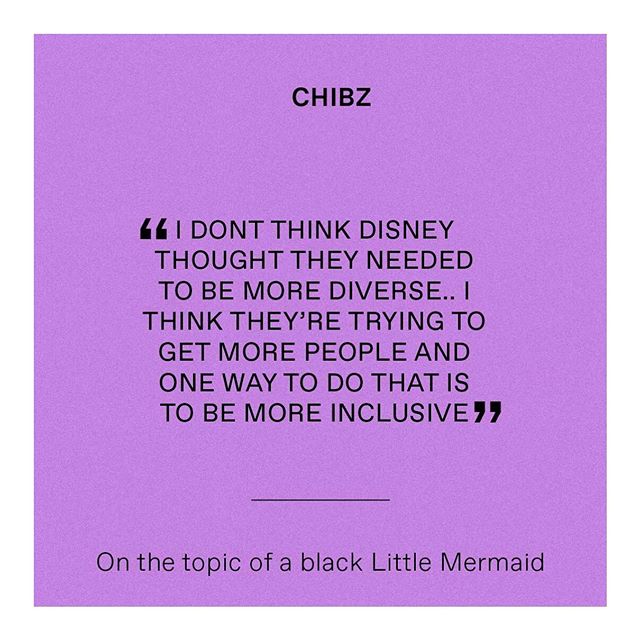 CHIBZ
❝ I DONT THINK DISNEY
THOUGHT THEY NEEDED
TO BE MORE DIVERSE.. I
THINK THEY’RE TRYING TO
GET MORE PEOPLE AND
ONE WAY TO DO THAT IS
TO BE MORE INCLUSIVE ❞
On the topic of a black Little Mermaid